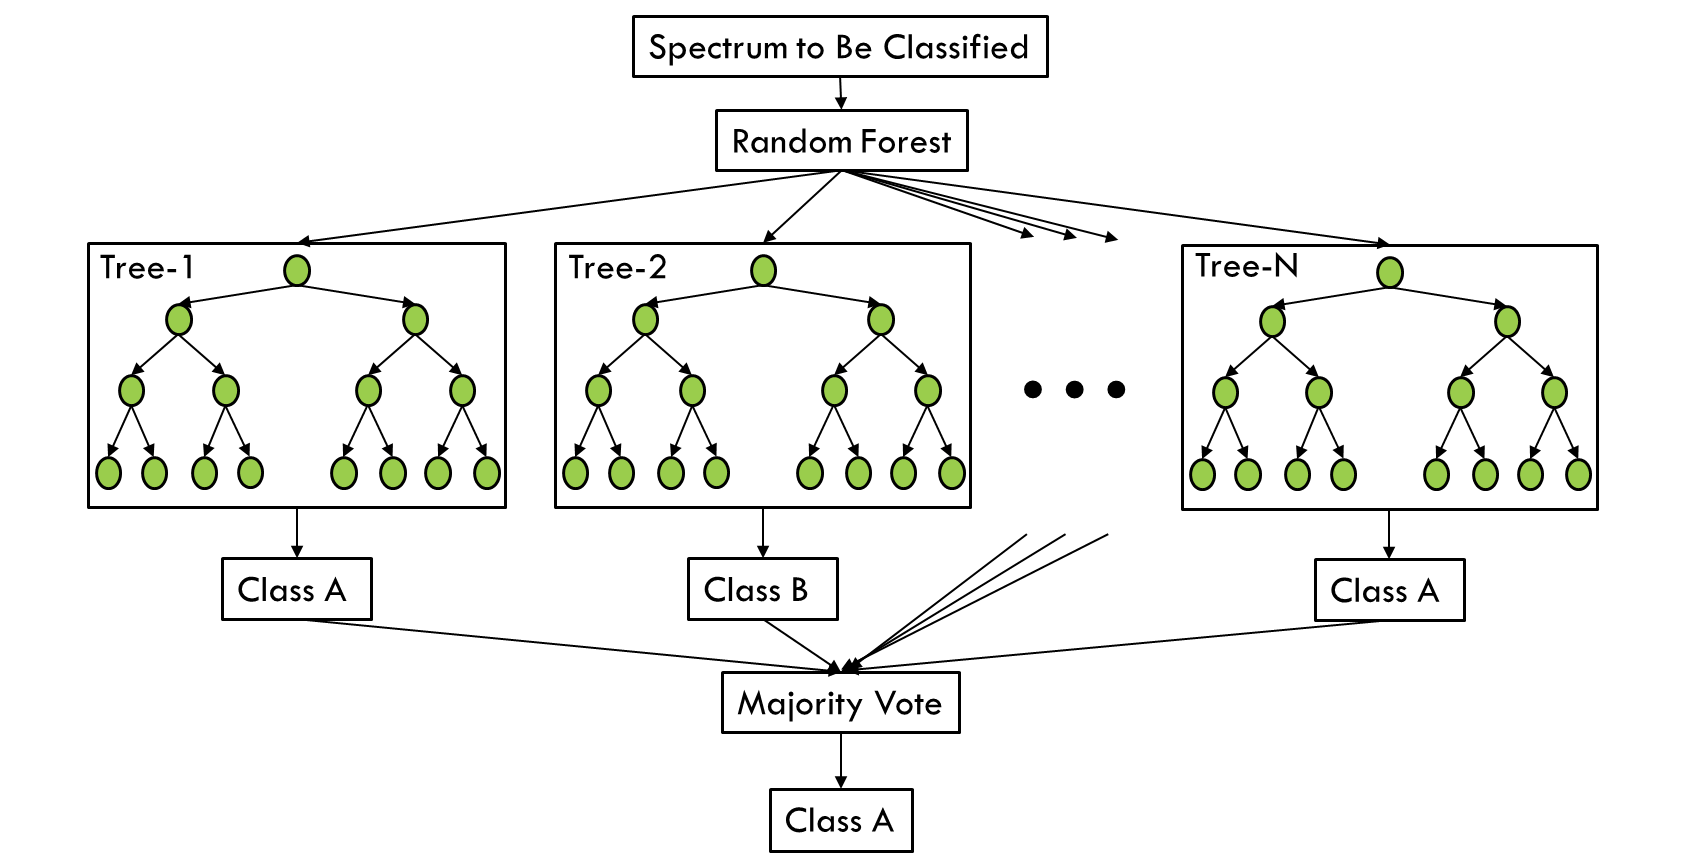 Spectrum to Be Classified
Random Forest
Tree-1
Tree-2
Tree-N
Class A
Class B
Class A
Majority Vote
Class A